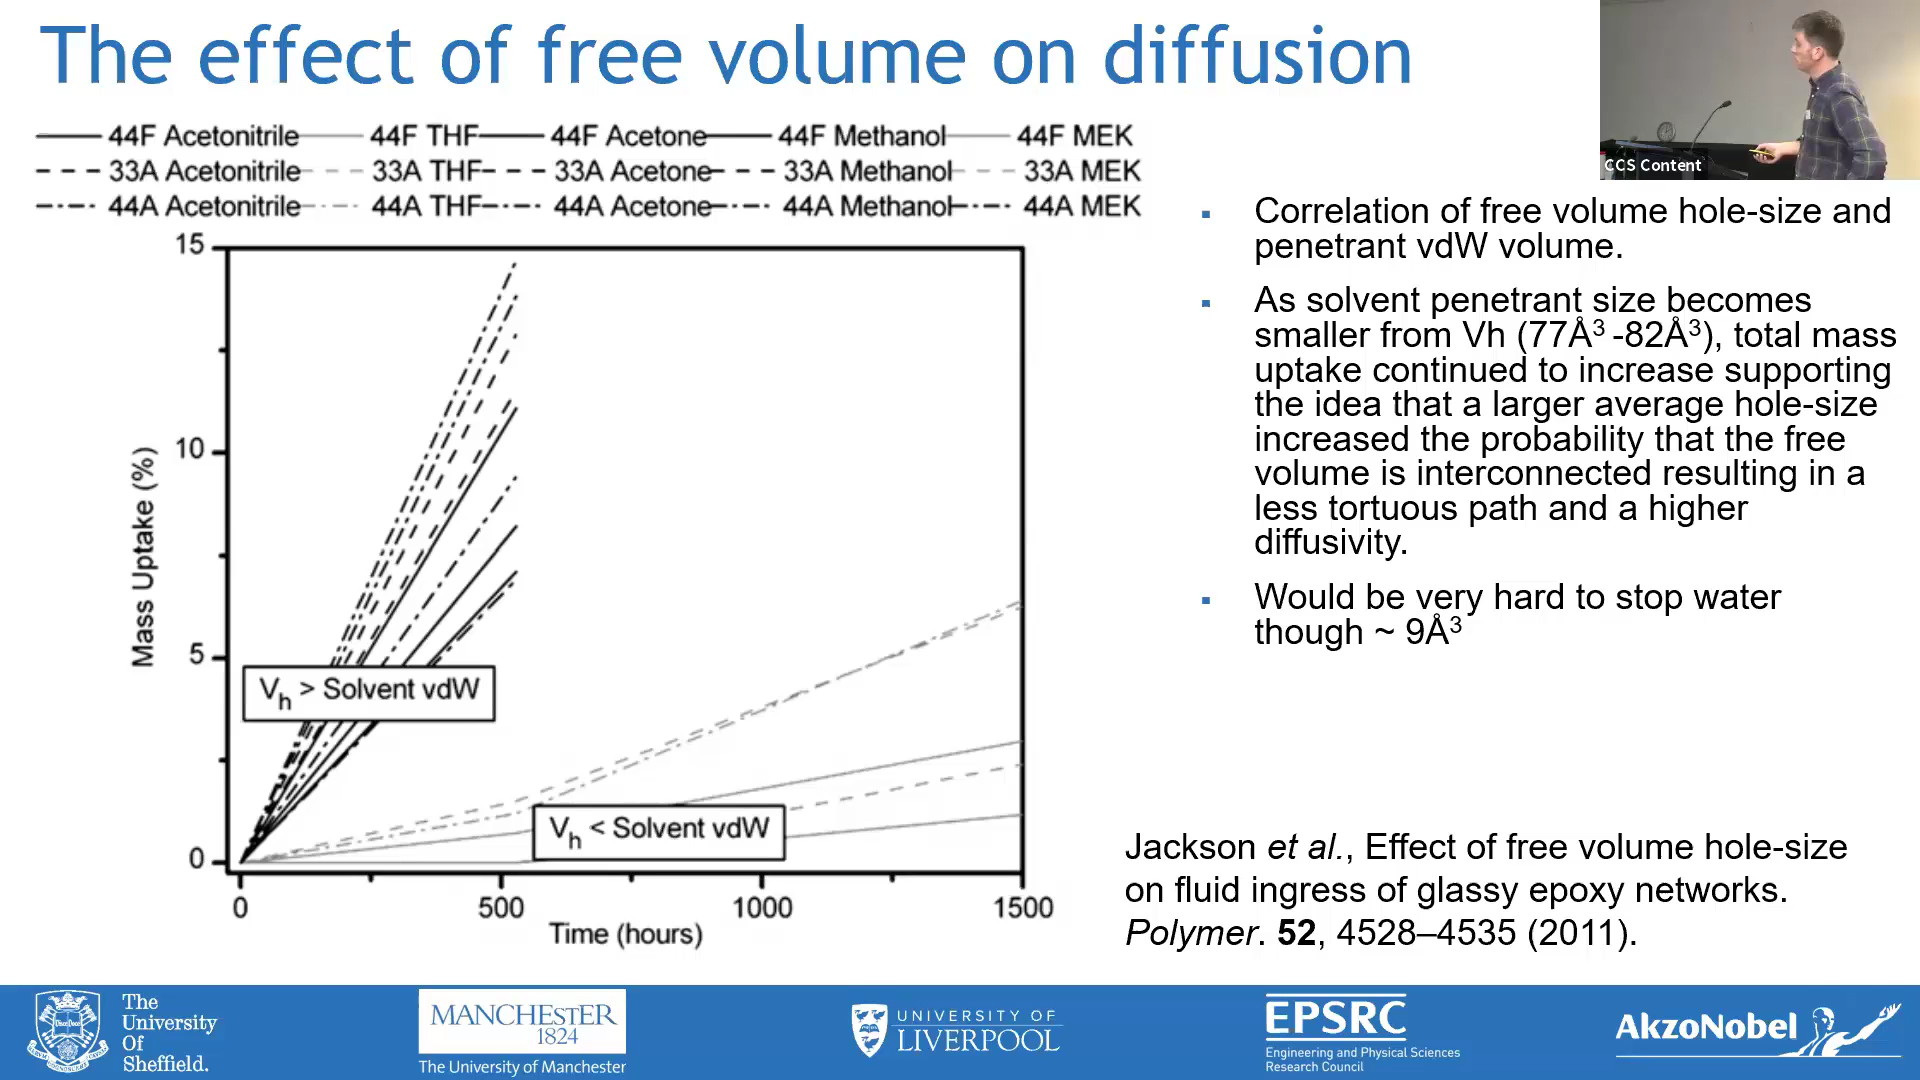 The effect of free volume on diffusion
CCS Content
44F Acetonitrile 44F THF 44F Acetone 44F Methanol 44F MEK
33A Acetonitrile 33A THF 33A Acetone 33A Methanol 33A MEK
44A Acetonitrile 44A THF 44A Acetone 44A Methanol 44A MEK
15
10
5
0
Mass Uptake (%)
Vh > Solvent vdW
Vh < Solvent vdW
0 500 1000 1500
Time (hours)
▪ Correlation of free volume hole-size and
penetrant vdW volume.
▪ As solvent penetrant size becomes
smaller from Vh (77Å³ -82Å³), total mass
uptake continued to increase supporting
the idea that a larger average hole-size
increased the probability that the free
volume is interconnected resulting in a
less tortuous path and a higher
diffusivity.
▪ Would be very hard to stop water
though ~ 9Å³
Jackson et al., Effect of free volume hole-size
on fluid ingress of glassy epoxy networks.
Polymer. 52, 4528–4535 (2011).
The
University
Of
Sheffield.
MANCHESTER
1824
The University of Manchester
UNIVERSITY OF
LIVERPOOL
EPSRC
Engineering and Physical Sciences
Research Council
AkzoNobel